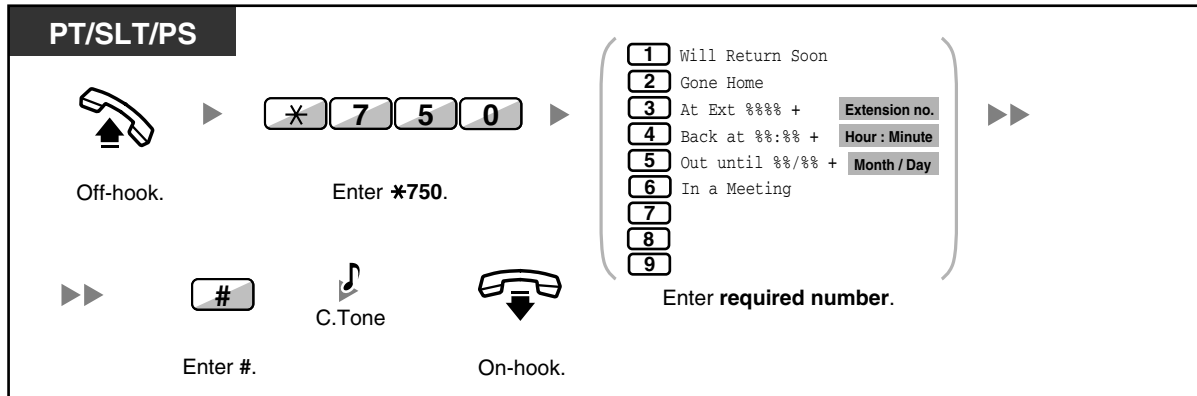 PT/SLT/PS
1 Will Return Soon
2 Gone Home
3 At Ext %%%% + Extension no.
4 Back at %%:%% + Hour : Minute
5 Out until %%/%% + Month / Day
6 In a Meeting
7
8
9
* 7 5 0
Off-hook.
Enter *750.
Enter required number.
#
C.Tone
Enter #.
On-hook.